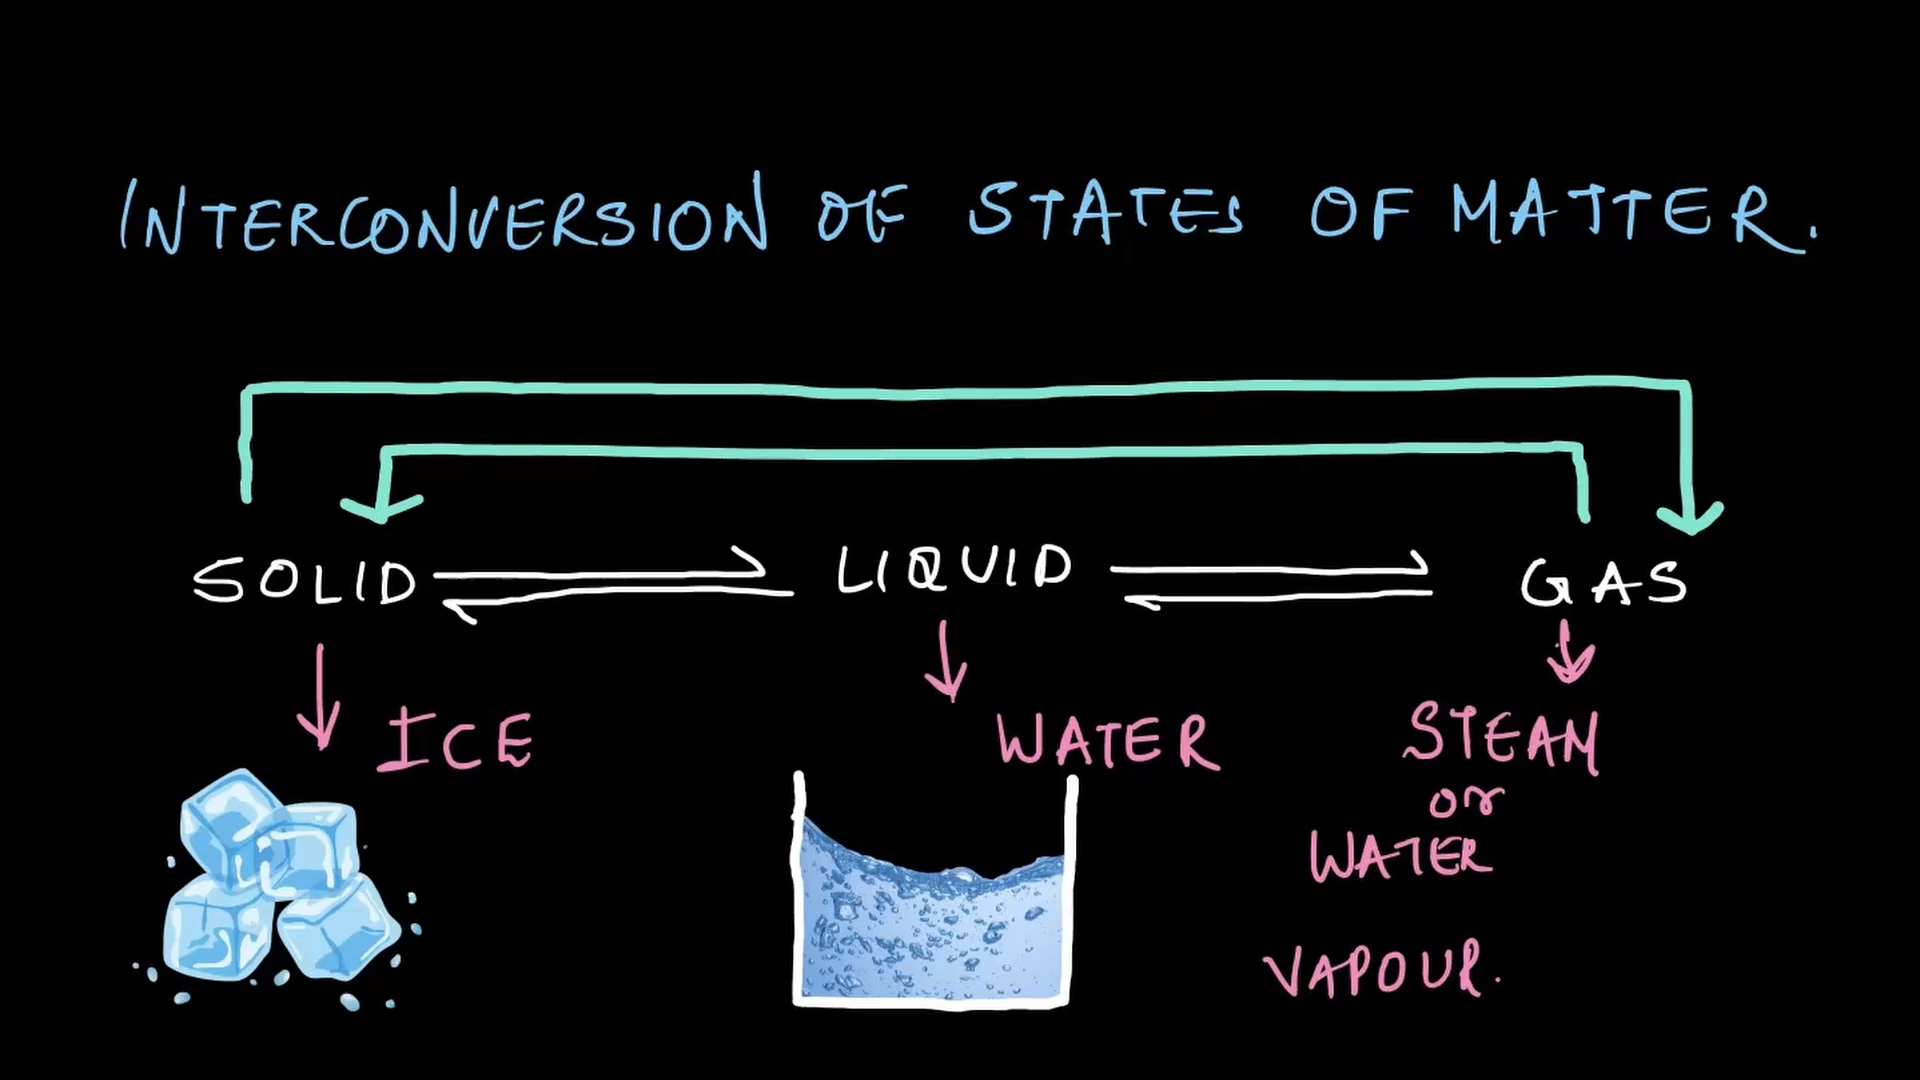 INTERCONVERSION OF STATES OF MATTER.
SOLID LIQUID GAS
ICE WATER STEAM
or
WATER
VAPOUR.